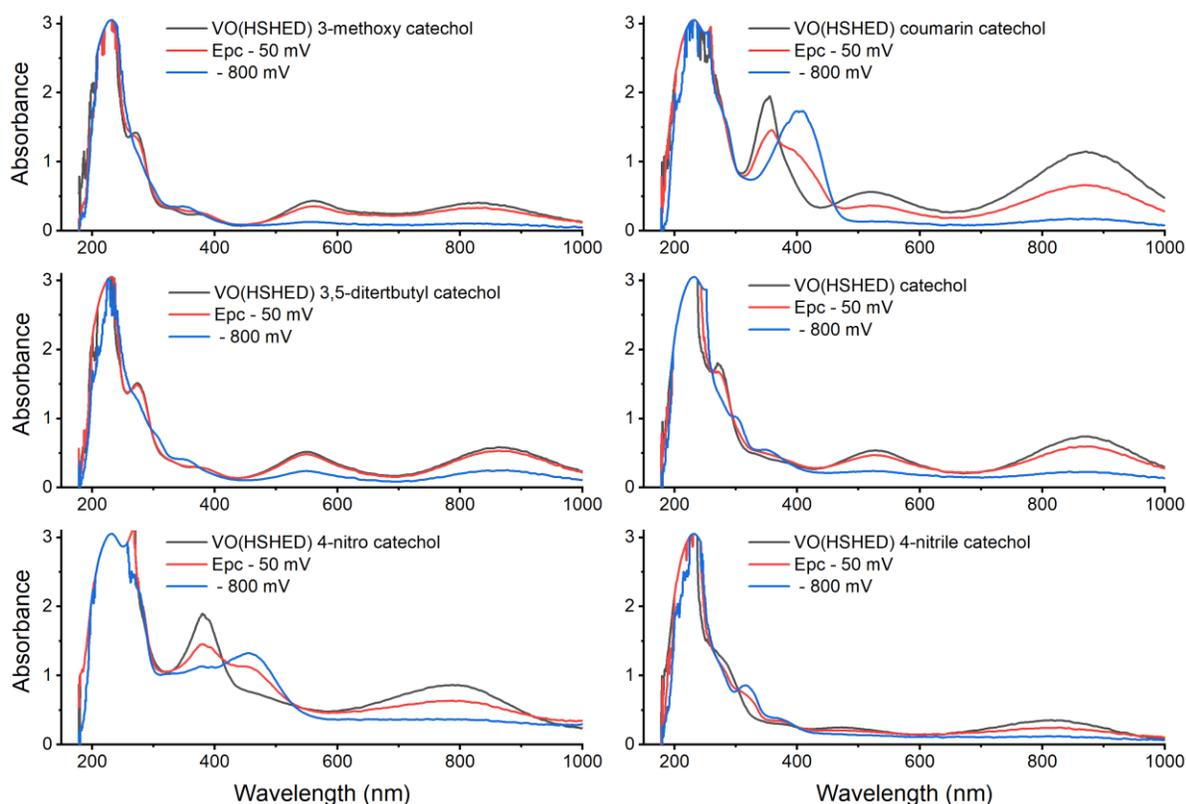 VO(HSHED) 3-methoxy catechol
Epc - 50 mV
- 800 mV
Absorbance
3
2
1
0
200 400 600 800 1000
VO(HSHED) coumarin catechol
Epc - 50 mV
- 800 mV
3
2
1
0
200 400 600 800 1000
VO(HSHED) 3,5-ditertbutyl catechol
Epc - 50 mV
- 800 mV
Absorbance
3
2
1
0
200 400 600 800 1000
VO(HSHED) catechol
Epc - 50 mV
- 800 mV
3
2
1
0
200 400 600 800 1000
VO(HSHED) 4-nitro catechol
Epc - 50 mV
- 800 mV
Absorbance
3
2
1
0
200 400 600 800 1000
Wavelength (nm)
VO(HSHED) 4-nitrile catechol
Epc - 50 mV
- 800 mV
3
2
1
0
200 400 600 800 1000
Wavelength (nm)